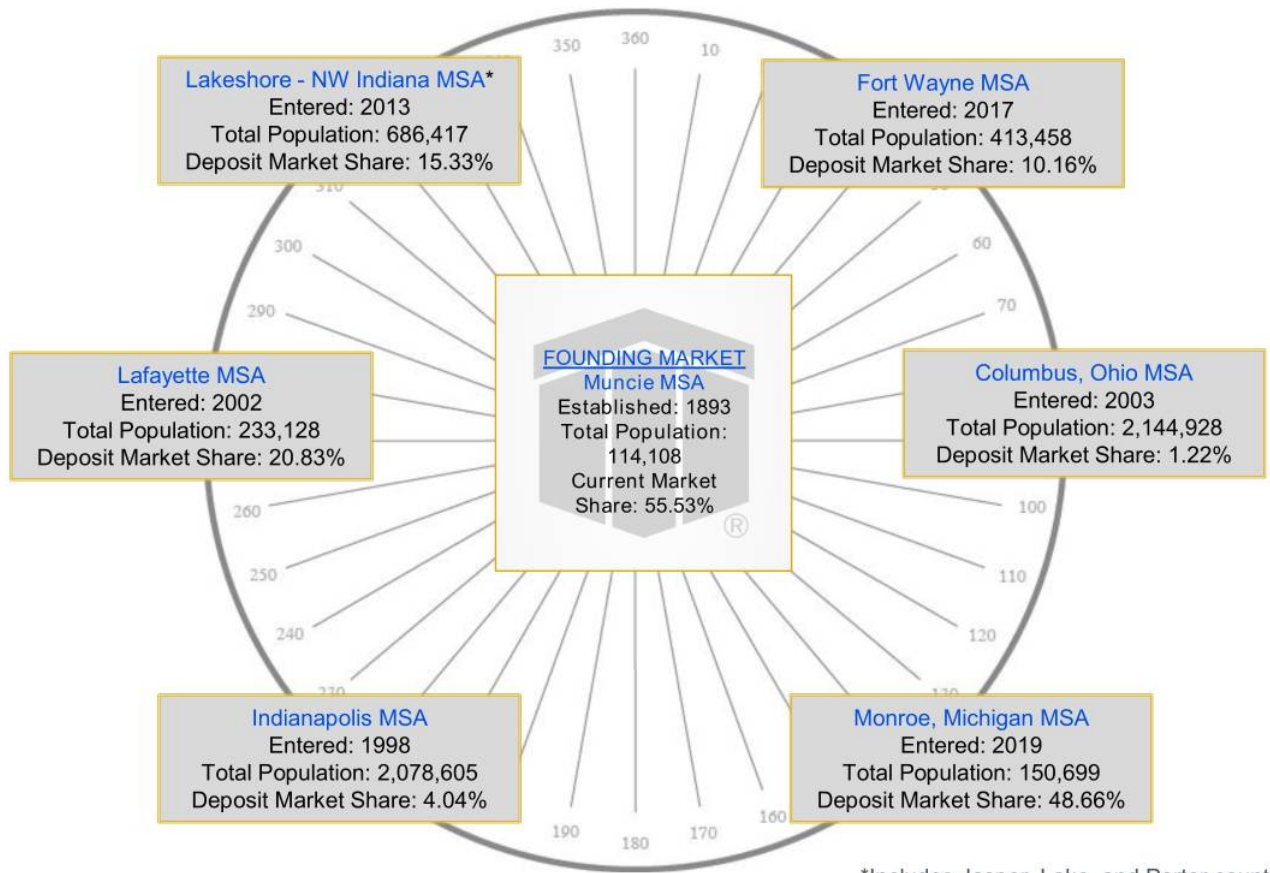 350
360
10
Lakeshore - NW Indiana MSA*
Entered: 2013
Total Population: 686,417
Deposit Market Share: 15.33%
Fort Wayne MSA
Entered: 2017
Total Population: 413,458
Deposit Market Share: 10.16%
310
300
60
290
70
FOUNDING MARKET
Muncie MSA
Established: 1893
Total Population:
114,108
Current Market
Share: 55.53%
®
Lafayette MSA
Entered: 2002
Total Population: 233,128
Deposit Market Share: 20.83%
Columbus, Ohio MSA
Entered: 2003
Total Population: 2,144,928
Deposit Market Share: 1.22%
260
100
250
110
240
120
230
Indianapolis MSA
Entered: 1998
Total Population: 2,078,605
Deposit Market Share: 4.04%
Monroe, Michigan MSA
Entered: 2019
Total Population: 150,699
Deposit Market Share: 48.66%
190
180
170
160